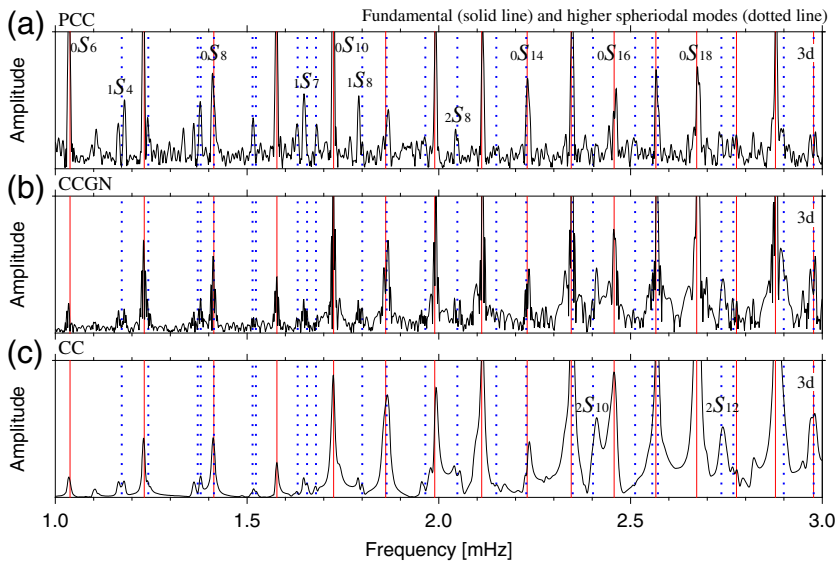 (a) PCC Fundamental (solid line) and higher spheriodal modes (dotted line)
0S6 0S8 0S10 0S14 0S16 0S18 3d
1S4 1S7 1S8 2S8
Amplitude
(b) CCGN
3d
Amplitude
(c) CC
3d
2S10 2S12
Amplitude
1.0 1.5 2.0 2.5 3.0
Frequency [mHz]